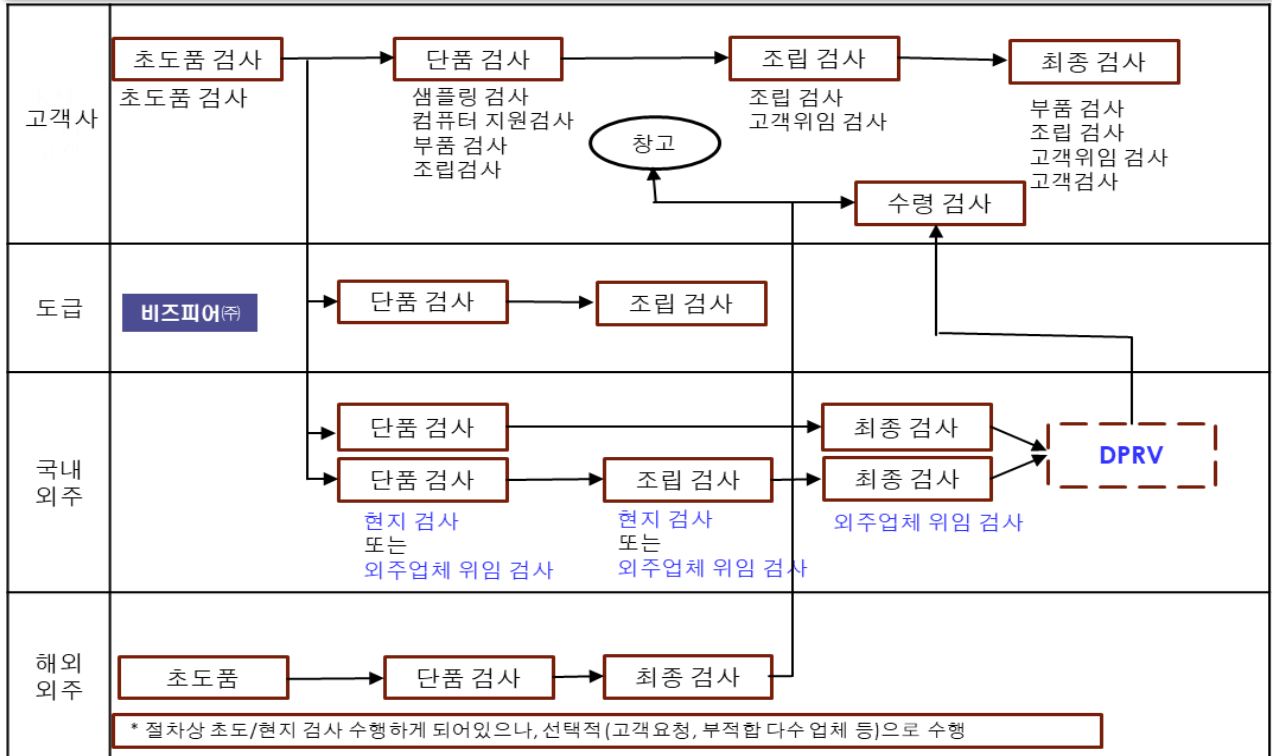 고객사
초도품 검사
초도품 검사
단품 검사
샘플링 검사
컴퓨터 지원검사
부품 검사
조립검사
조립 검사
조립 검사
고객위임 검사
최종 검사
부품 검사
조립 검사
고객위임 검사
고객검사
창고
수령 검사
도급
비즈피어㈜
단품 검사
조립 검사
국내
외주
단품 검사
최종 검사
단품 검사
조립 검사
최종 검사
DPRV
현지 검사
또는
외주업체 위임 검사
현지 검사
또는
외주업체 위임 검사
외주업체 위임 검사
해외
외주
초도품
단품 검사
최종 검사
* 절차상 초도/현지 검사 수행하게 되어있으나, 선택적(고객요청, 부적합 다수 업체 등)으로 수행